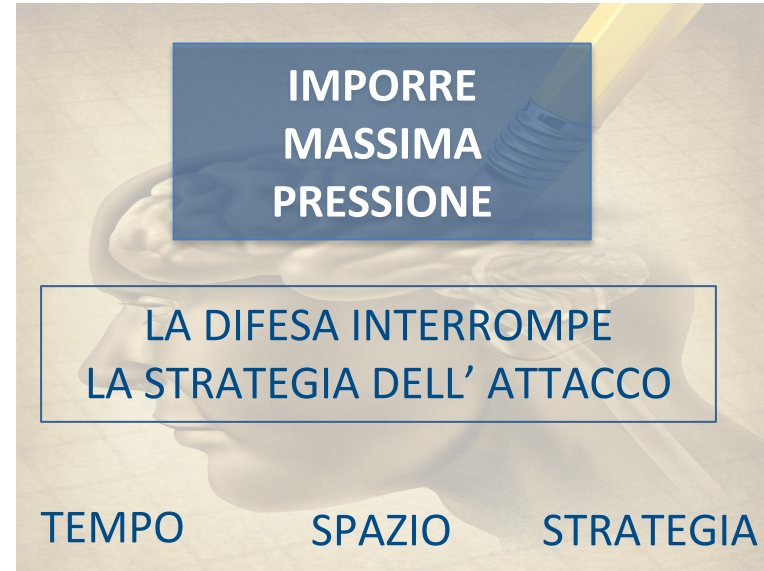 IMPORRE
MASSIMA
PRESSIONE
LA DIFESA INTERROMPE
LA STRATEGIA DELL’ ATTACCO
TEMPO SPAZIO STRATEGIA